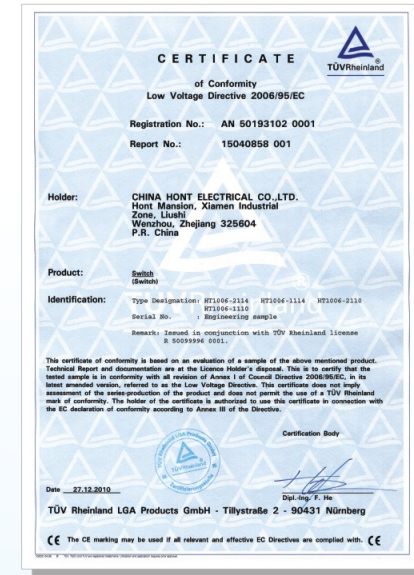 CERTIFICATE
TÜVRheinland®
of Conformity
Low Voltage Directive 2006/95/EC
Registration No.: AN 50193102 0001
Report No.: 15040858 001
Holder: CHINA HONT ELECTRICAL CO.,LTD.
Hont Mansion, Xiamen Industrial
Zone, Liushi
Wenzhou, Zhejiang 325604
P.R. China
Product: Switch
(Switch)
Identification: Type Designation: HT1006-2114 HT1006-1114 HT1006-2110
HT1006-1110
Serial No. : Engineering sample
Remark: Issued in conjunction with TÜV Rheinland license
R 50099996 0001.
This certificate of conformity is based on an evaluation of a sample of the above mentioned product.
Technical Report and documentation are at the Licence Holder's disposal. This is to certify that the
tested sample is in conformity with all revision of Annex I of Council Directive 2006/95/EC, in its
latest amended version, referred to as the Low Voltage Directive. This certificate does not imply
assessment of the series-production of the product and does not permit the use of a TÜV Rheinland
mark of conformity. The holder of the certificate is authorized to use this certificate in connection with
the EC declaration of conformity according to Annex III of the Directive.
Certification Body
LGA Products GmbH
TÜVRheinland
Zertifizierungsstelle
Date 27.12.2010
Dipl.-Ing. F. He
TÜV Rheinland LGA Products GmbH - Tillystraße 2 - 90431 Nürnberg
CE The CE marking may be used if all relevant and effective EC Directives are complied with. CE